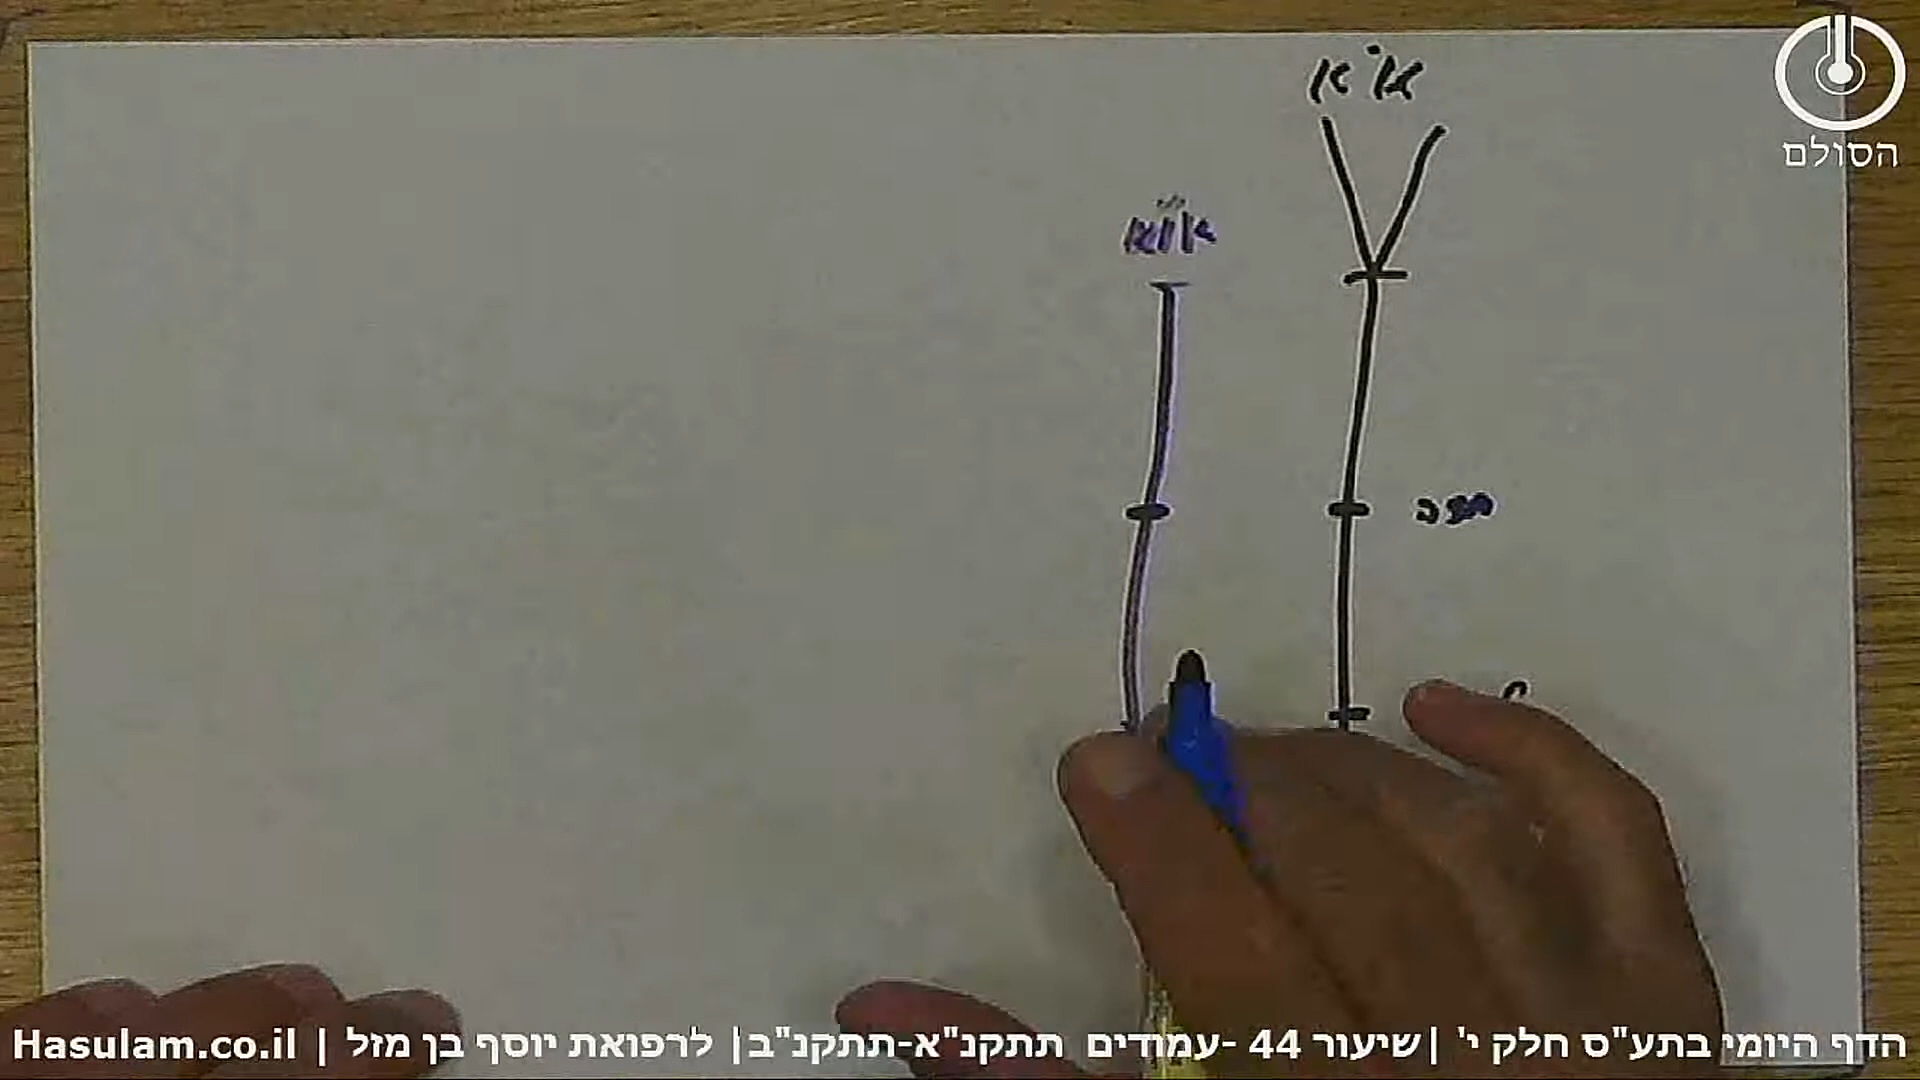 א"א
או"א
חזה
הסולם
הדף היומי בתע"ס חלק י' | שיעור 44 -עמודים תתקנ"א-תתקנ"ב | לרפואת יוסף בן מזל | Hasulam.co.il